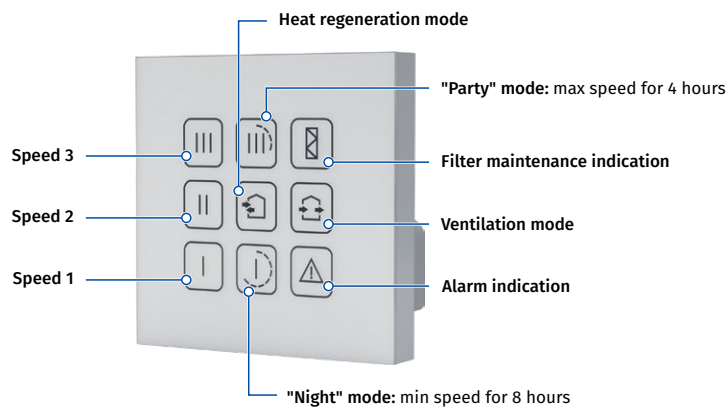 Heat regeneration mode
"Party" mode: max speed for 4 hours
Speed 3
Filter maintenance indication
Speed 2
Ventilation mode
Speed 1
Alarm indication
"Night" mode: min speed for 8 hours